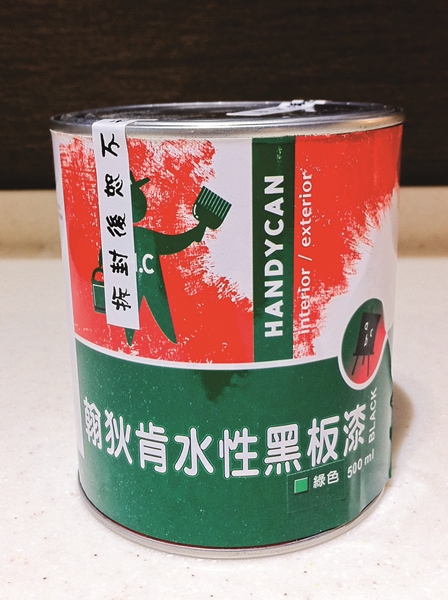 拆封後恕不
.C
HANDYCAN
interior / exterior
翰狄肯水性黑板漆
BLACK
綠色 500 ml